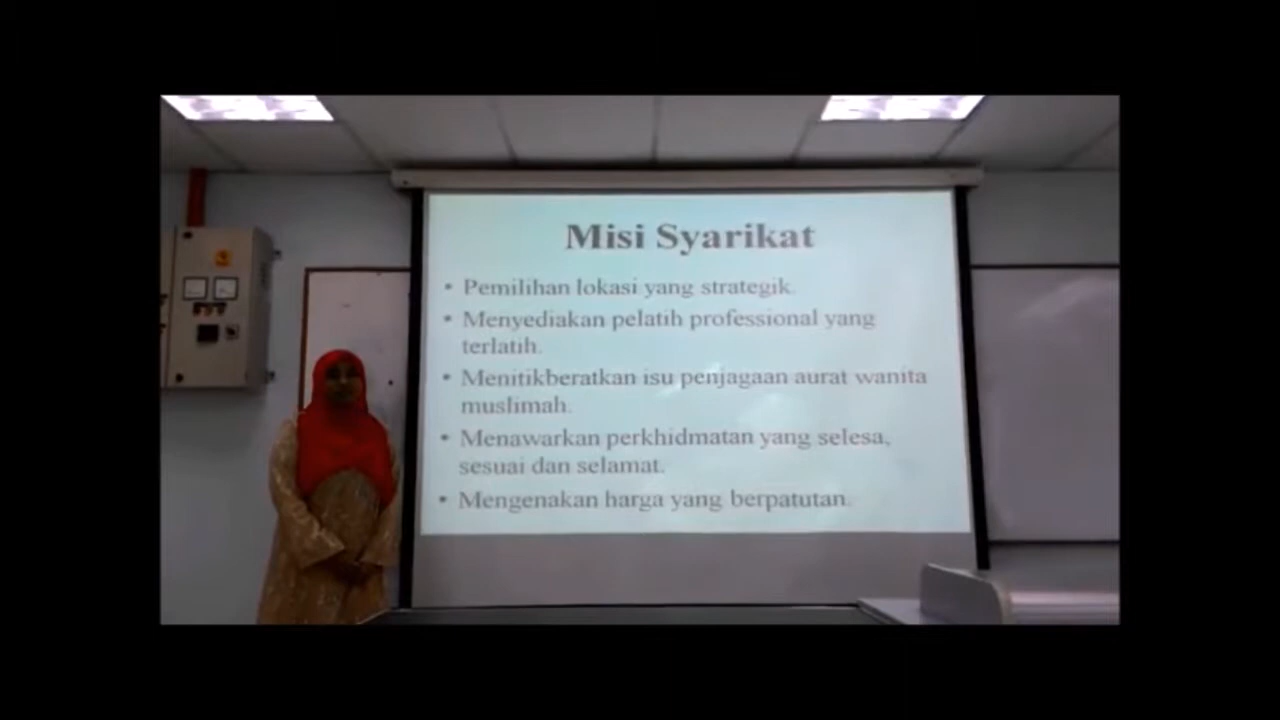 Misi Syarikat
• Pemilihan lokasi yang strategik.
• Menyediakan pelatih professional yang
terlatih.
• Menitikberatkan isu penjagaan aurat wanita
muslimah.
• Menawarkan perkhidmatan yang selesa,
sesuai dan selamat.
• Mengenakan harga yang berpatutan.